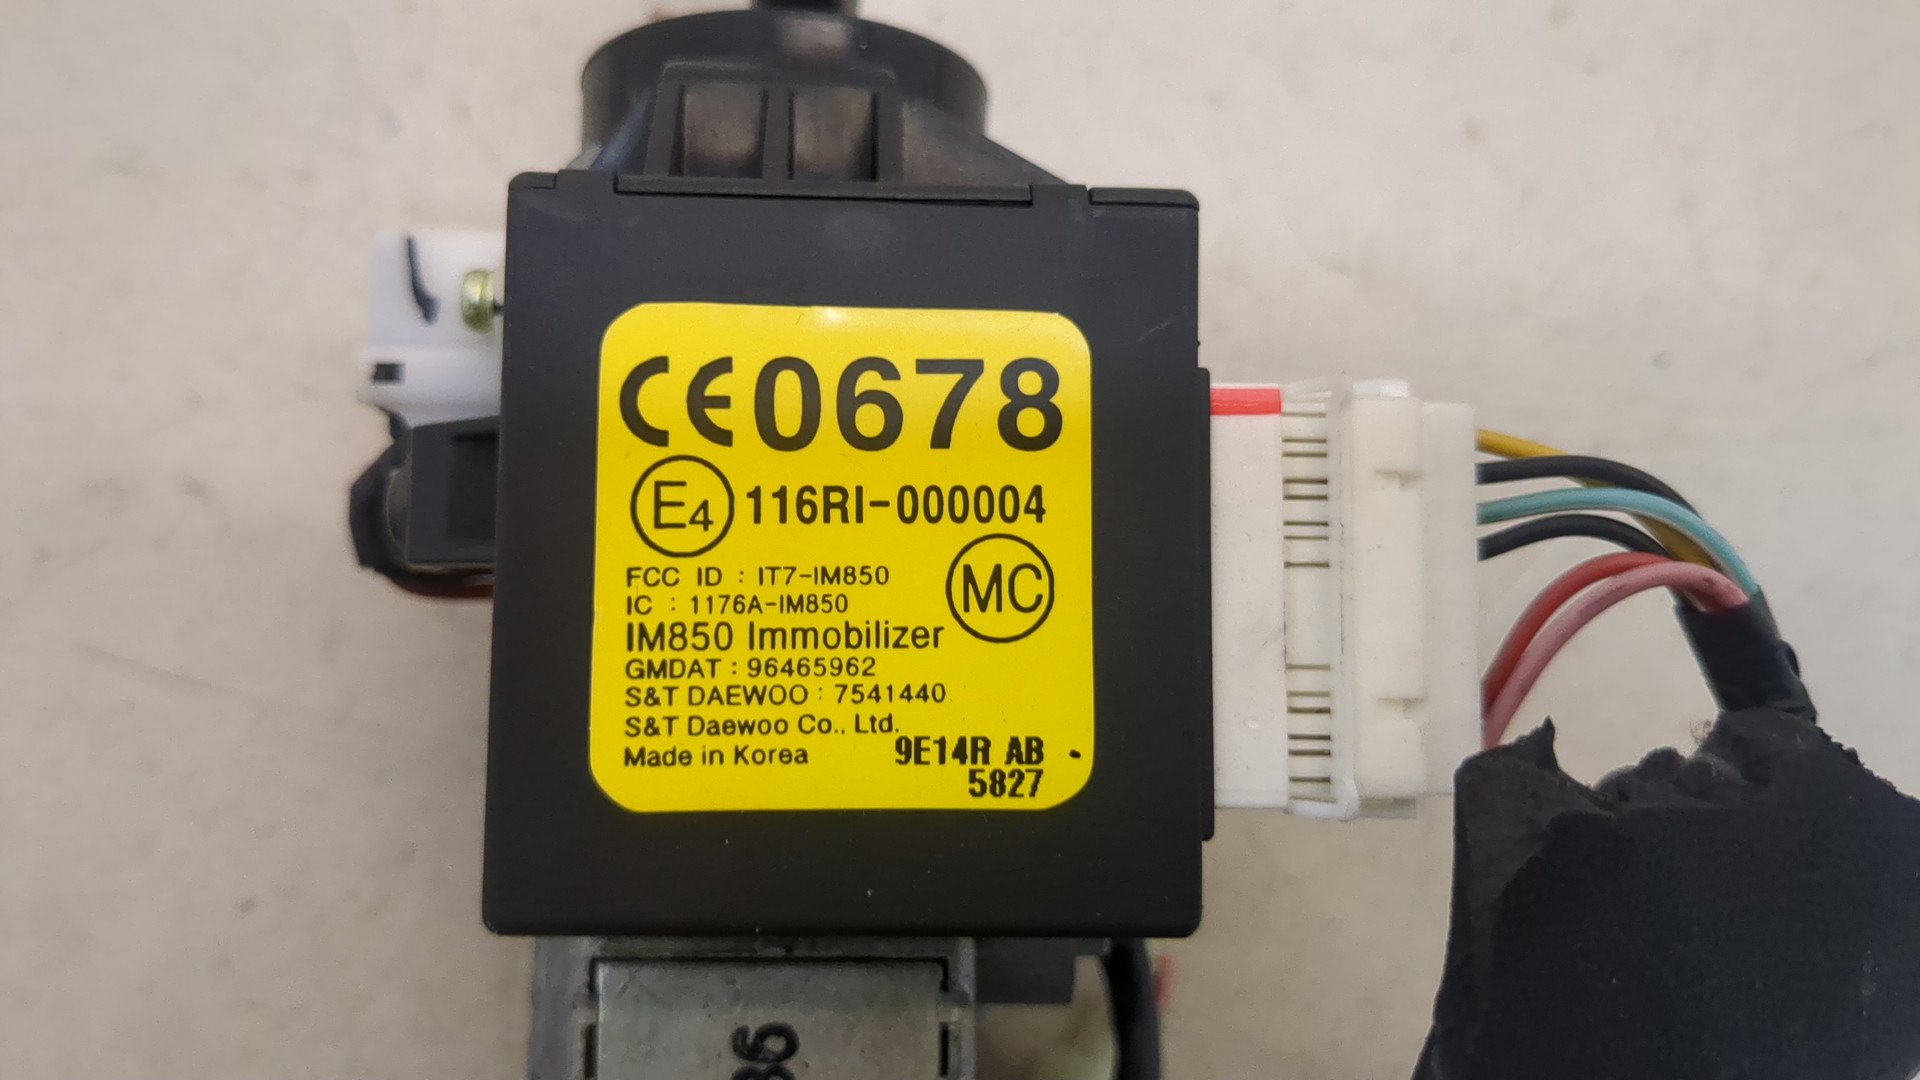 CE0678
E4 116RI-000004
FCC ID : IT7-IM850
IC : 1176A-IM850
MC
IM850 Immobilizer
GMDAT : 96465962
S&T DAEWOO : 7541440
S&T Daewoo Co., Ltd.
Made in Korea 9E14R AB -
5827